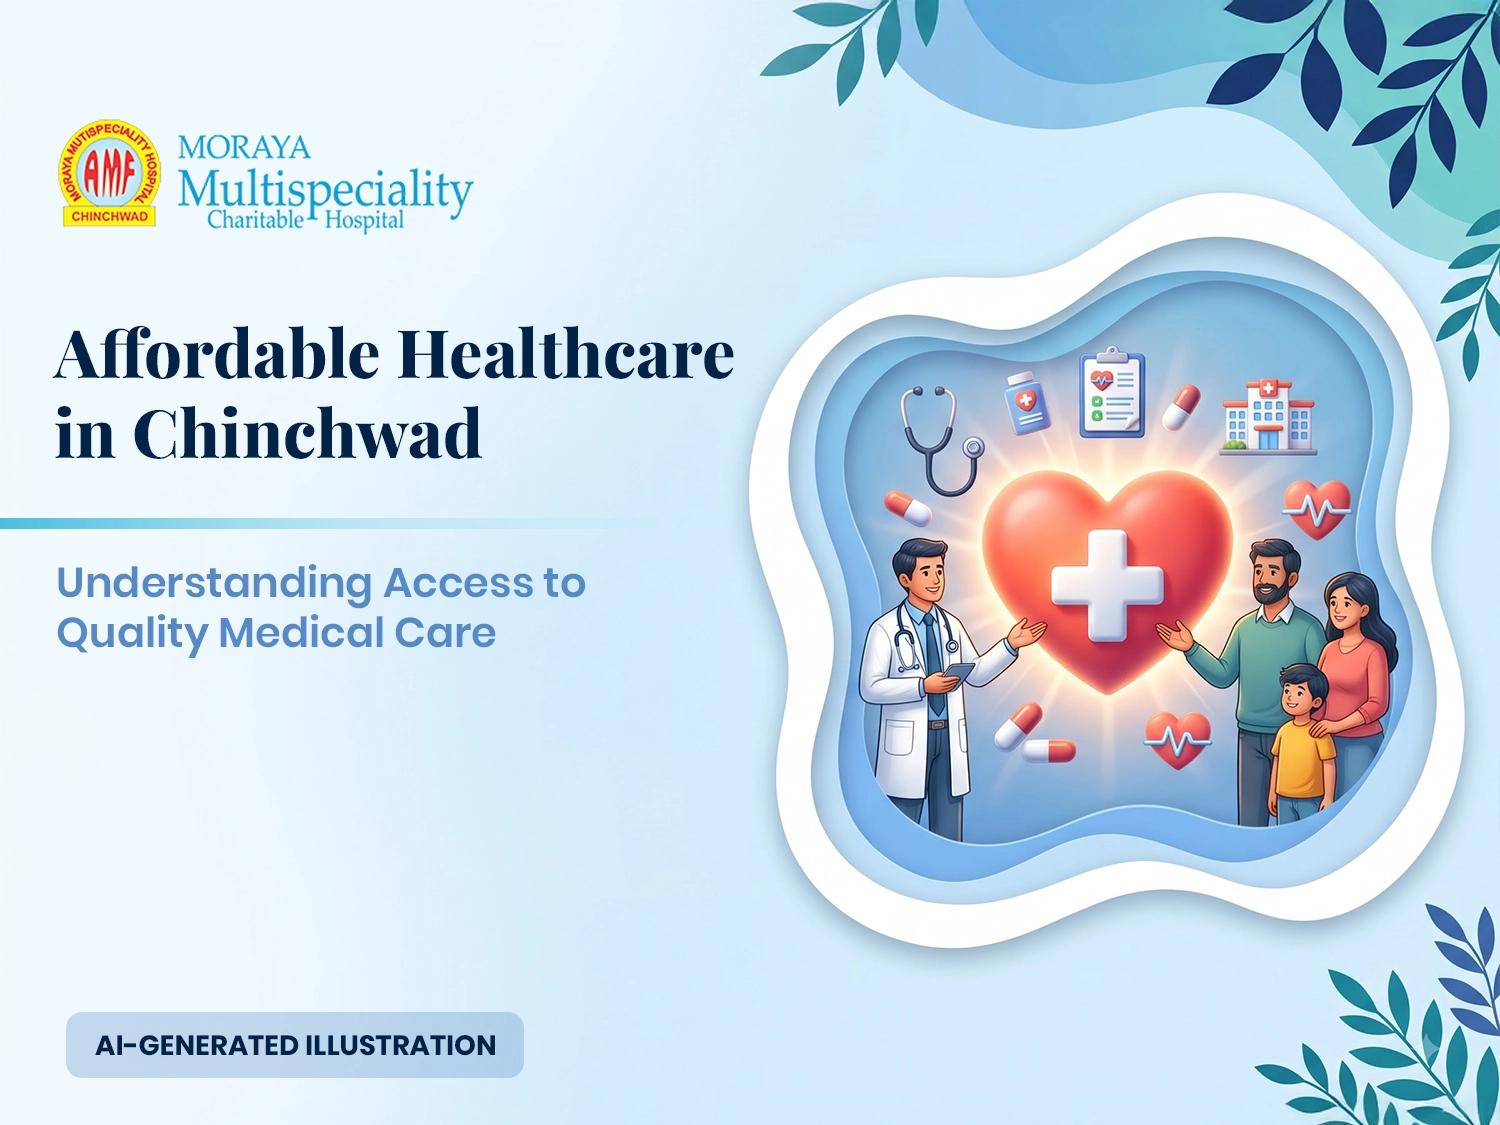 MORAYA MUTISPECIALITY HOSPITAL
AMF
CHINCHWAD
MORAYA
Multispeciality
Charitable Hospital
Affordable Healthcare
in Chinchwad
Understanding Access to
Quality Medical Care
AI-GENERATED ILLUSTRATION